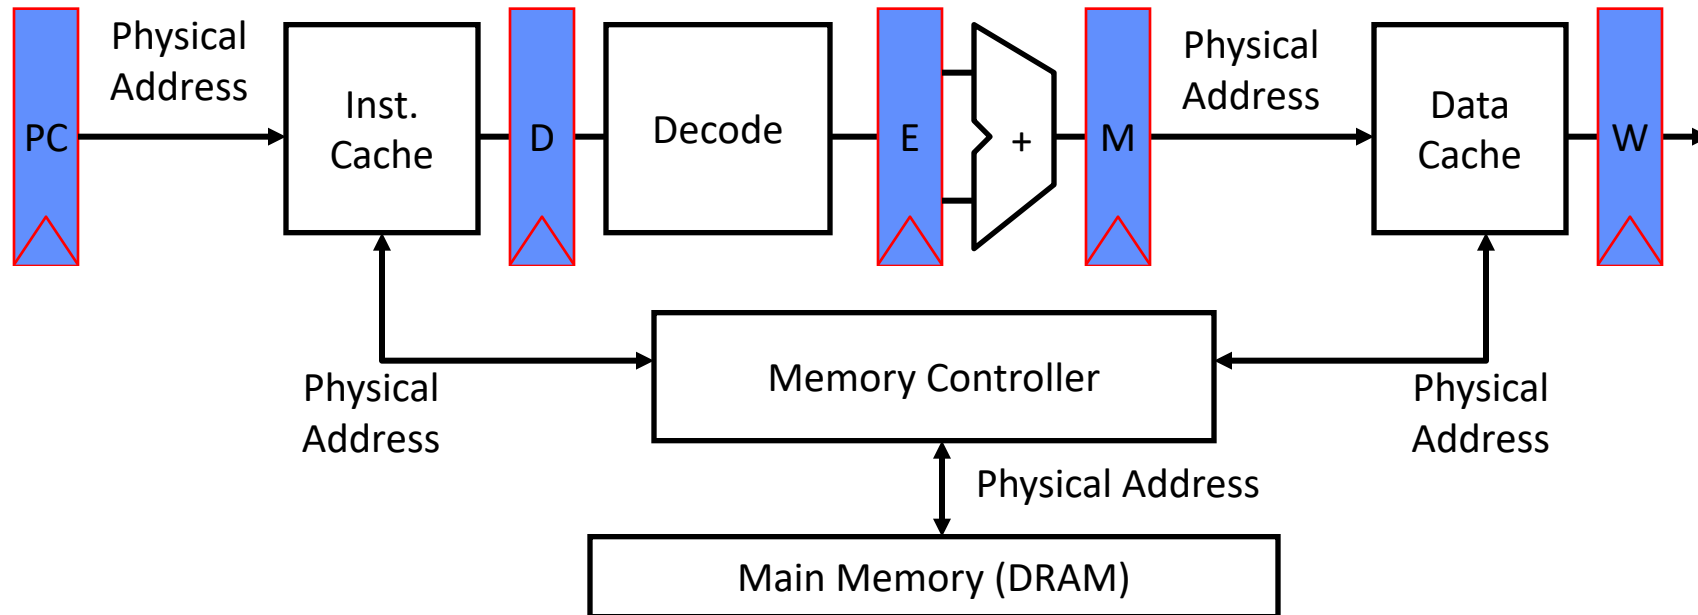 Physical
Address
PC
Inst.
Cache
D
Decode
E
+
M
Physical
Address
Data
Cache
W
Physical
Address
Memory Controller
Physical
Address
Physical Address
Main Memory (DRAM)